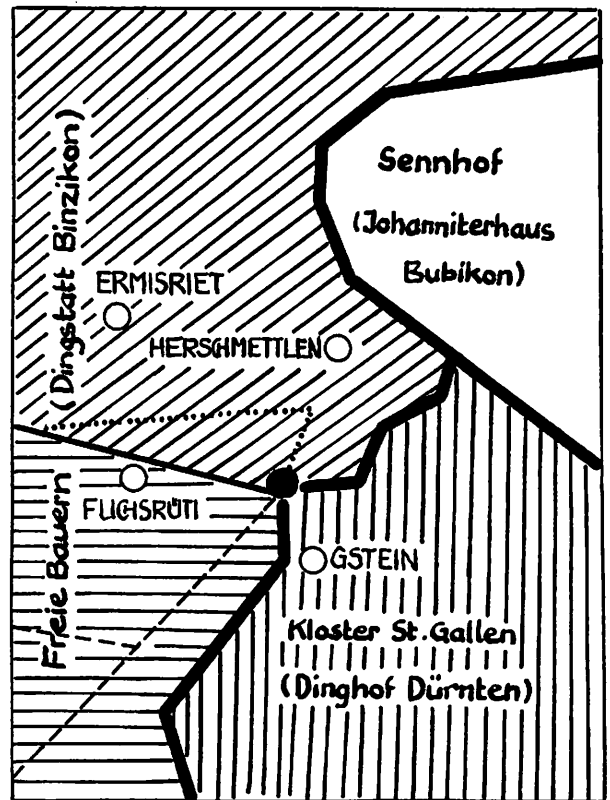 Sennhof
(Johanniterhaus
Bubikon)
(Dingstatt Binzikon)
ERMISRIET
HERSCHMETTLEN
FUCHSRÜTI
Freie Bauern
GSTEIN
Kloster St.Gallen
(Dinghof Dürnten)